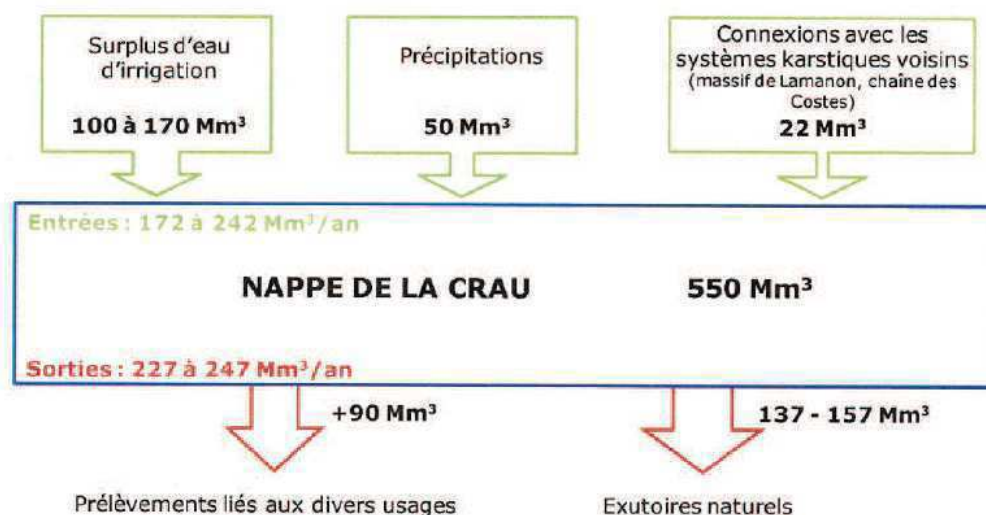 Surplus d'eau
d'irrigation
100 à 170 Mm³
Précipitations
50 Mm³
Connexions avec les
systèmes karstiques voisins
(massif de Lamanon, chaîne des
Costes)
22 Mm³
Entrées : 172 à 242 Mm³/an
NAPPE DE LA CRAU 550 Mm³
Sorties : 227 à 247 Mm³/an
+90 Mm³
137 - 157 Mm³
Prélèvements liés aux divers usages
Exutoires naturels